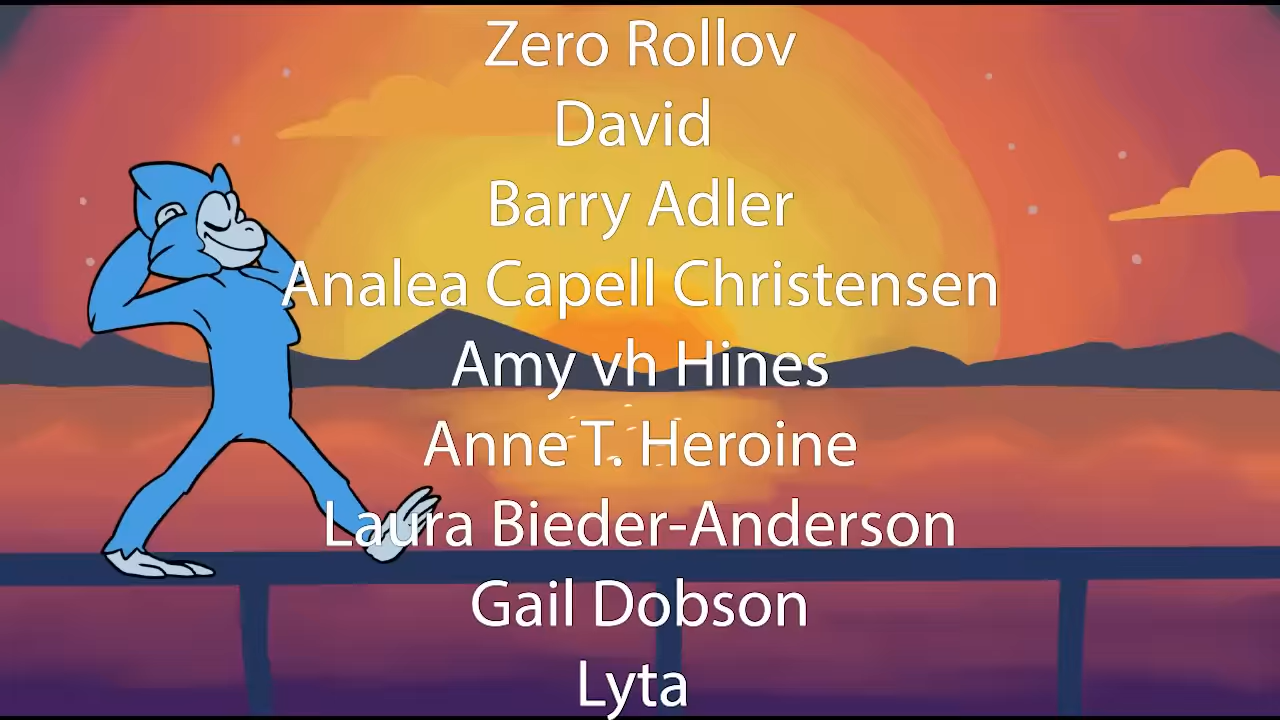 Zero Rollov
David
Barry Adler
Analea Capell Christensen
Amy vh Hines
Anne T. Heroine
Laura Bieder-Anderson
Gail Dobson
Lyta